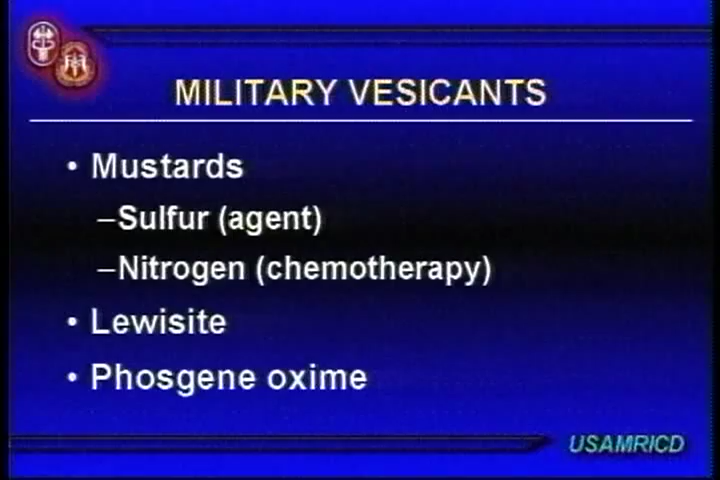 MILITARY VESICANTS
• Mustards
–Sulfur (agent)
–Nitrogen (chemotherapy)
• Lewisite
• Phosgene oxime
USAMRICD